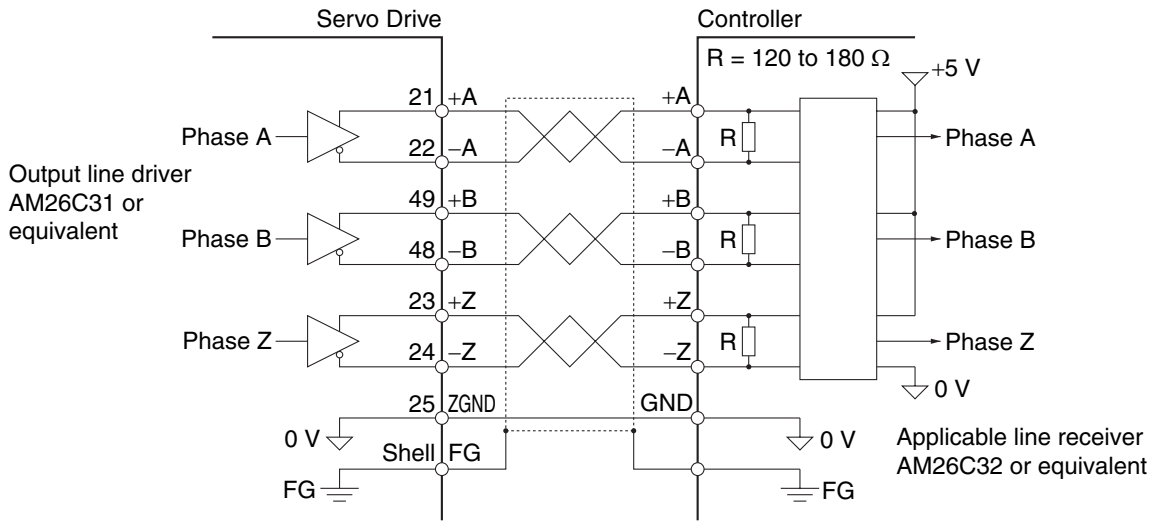 Servo Drive
Controller
R = 120 to 180 Ω
+5 V
21 +A
+A
Phase A
R
Phase A
22 −A
−A
Output line driver
AM26C31 or
equivalent
49 +B
+B
Phase B
R
Phase B
48 −B
−B
23 +Z
+Z
Phase Z
R
Phase Z
24 −Z
−Z
0 V
25 ZGND
GND
0 V
0 V
Applicable line receiver
AM26C32 or equivalent
Shell FG
FG
FG